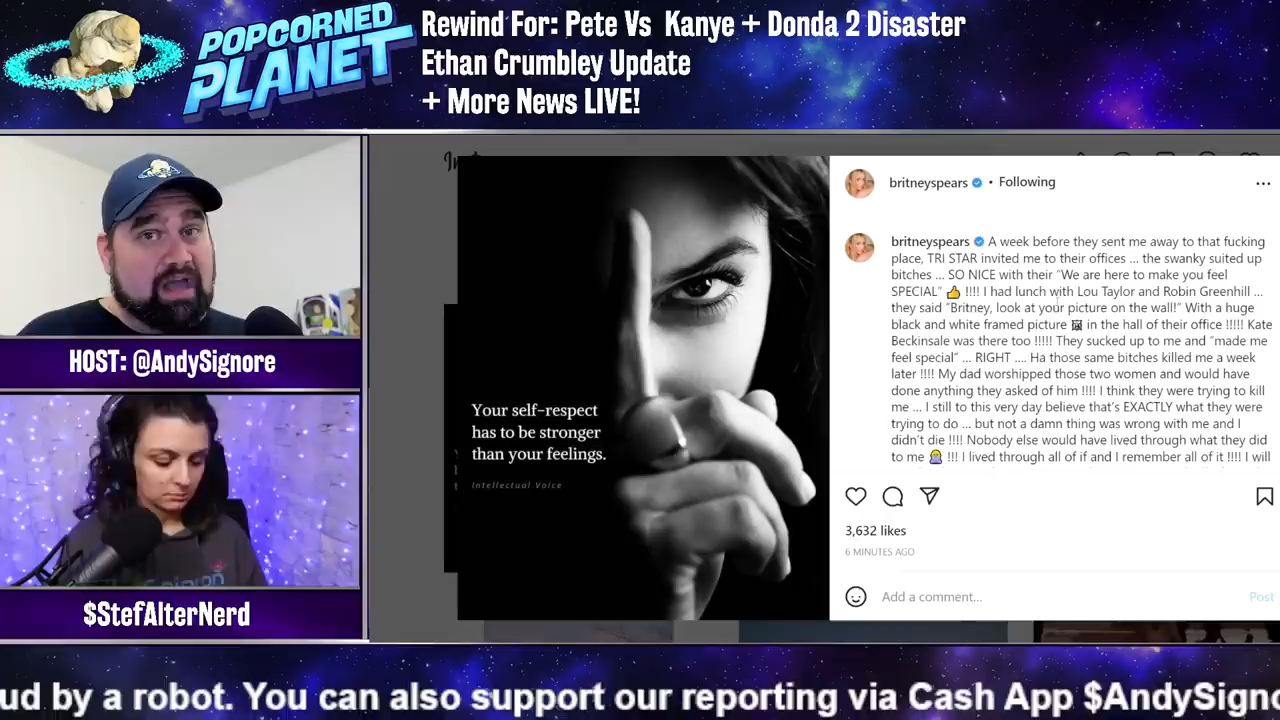 POPCORNED
PLANET
Rewind For: Pete Vs Kanye + Donda 2 Disaster
Ethan Crumbley Update
+ More News LIVE!
HOST: @AndySignore
$StefAlterNerd
Your self-respect
has to be stronger
than your feelings.
Intellectual Voice
britneyspears • Following
britneyspears A week before they sent me away to that fucking
place, TRI STAR invited me to their offices … the swanky suited up
bitches … SO NICE with their “We are here to make you feel
SPECIAL” 👍 !!!! I had lunch with Lou Taylor and Robin Greenhill …
they said “Britney, look at your picture on the wall!” With a huge
black and white framed picture 🖼 in the hall of their office !!!!! Kate
Beckinsale was there too !!!!! They sucked up to me and “made me
feel special” … RIGHT …. Ha those same bitches killed me a week
later !!!! My dad worshipped those two women and would have
done anything they asked of him !!!! I think they were trying to kill
me … I still to this very day believe that’s EXACTLY what they were
trying to do … but not a damn thing was wrong with me and I
didn’t die !!!! Nobody else would have lived through what they did
to me 🤷‍♀️ !!! I lived through all of if and I remember all of it !!!! I will
3,632 likes
6 MINUTES AGO
Add a comment...
Post
ud by a robot. You can also support our reporting via Cash App $AndySigno